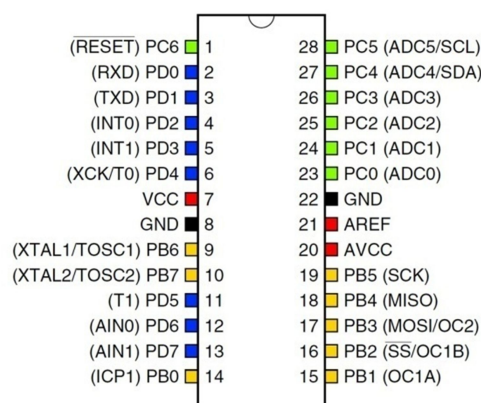 (RESET) PC6 1 28 PC5 (ADC5/SCL)
(RXD) PD0 2 27 PC4 (ADC4/SDA)
(TXD) PD1 3 26 PC3 (ADC3)
(INT0) PD2 4 25 PC2 (ADC2)
(INT1) PD3 5 24 PC1 (ADC1)
(XCK/T0) PD4 6 23 PC0 (ADC0)
VCC 7 22 GND
GND 8 21 AREF
(XTAL1/TOSC1) PB6 9 20 AVCC
(XTAL2/TOSC2) PB7 10 19 PB5 (SCK)
(T1) PD5 11 18 PB4 (MISO)
(AIN0) PD6 12 17 PB3 (MOSI/OC2)
(AIN1) PD7 13 16 PB2 (SS/OC1B)
(ICP1) PB0 14 15 PB1 (OC1A)